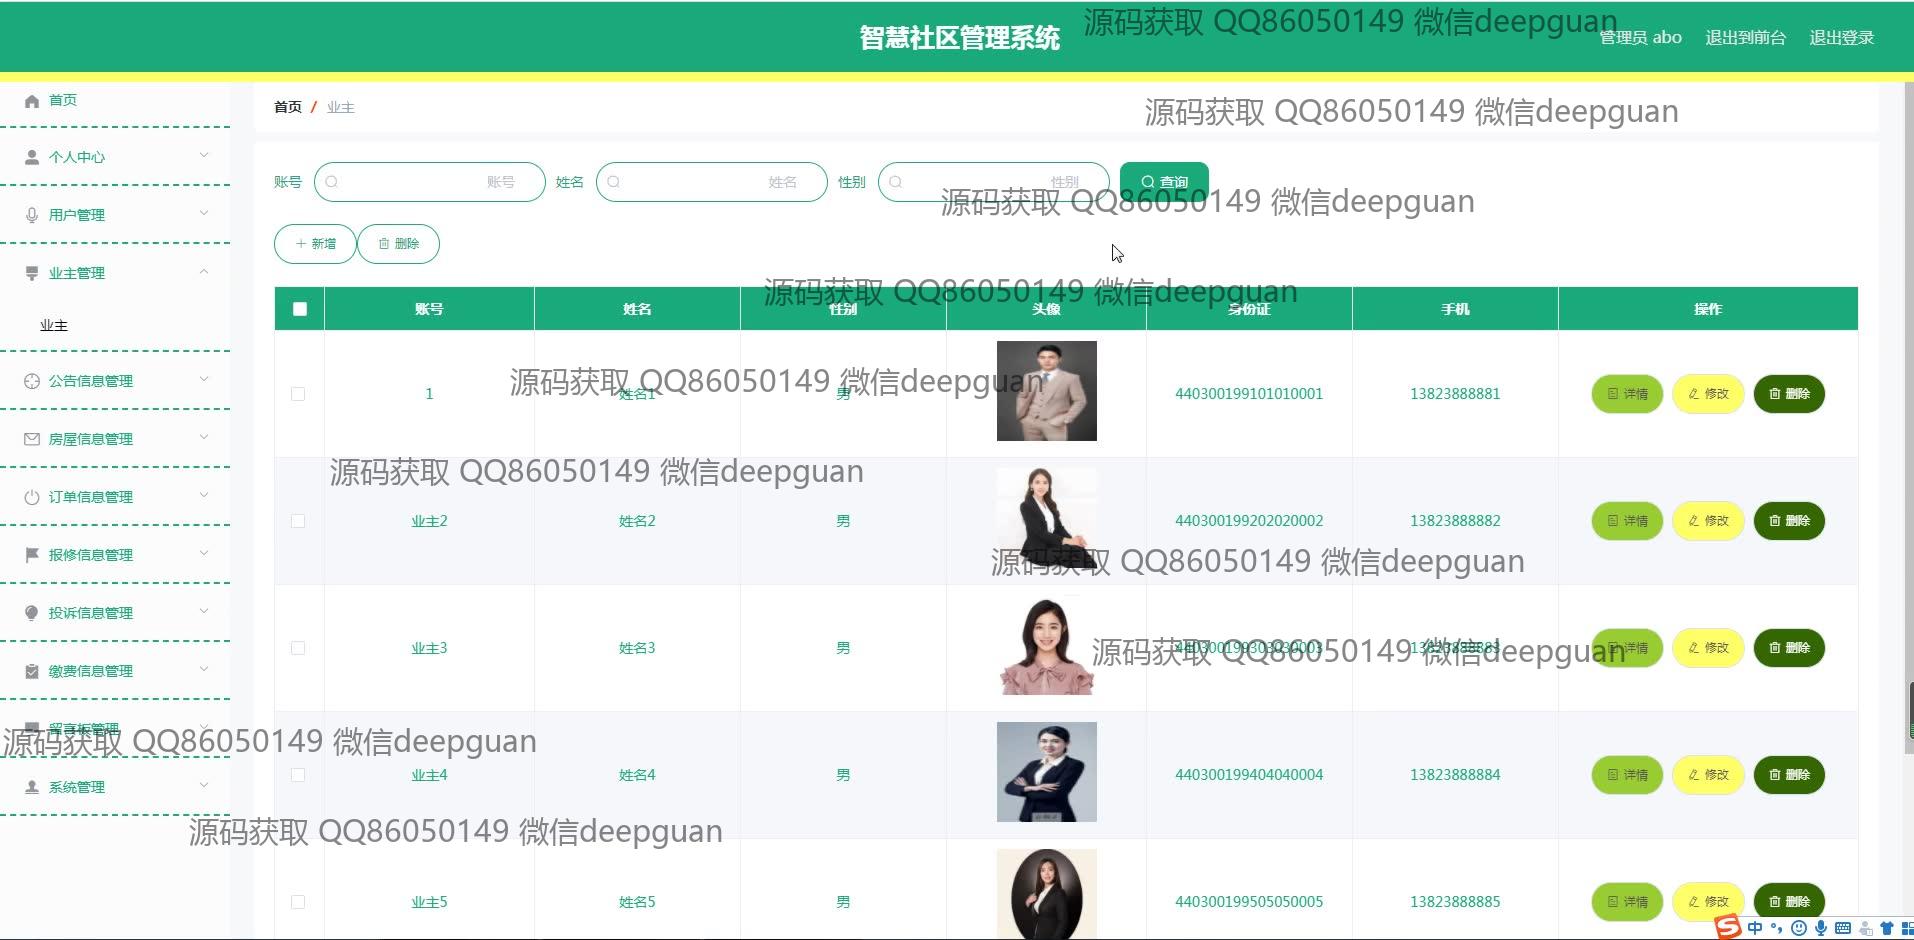 智慧社区管理系统
源码获取 QQ86050149 微信deepguan
管理员 abo 退出到前台 退出登录
首页
个人中心
用户管理
业主管理
业主
公告信息管理
房屋信息管理
订单信息管理
报修信息管理
投诉信息管理
缴费信息管理
留言板管理
系统管理
首页 / 业主
源码获取 QQ86050149 微信deepguan
账号 账号 姓名 姓名 性别 性别 查询
源码获取 QQ86050149 微信deepguan
新增 删除
源码获取 QQ86050149 微信deepguan
账号 姓名 性别 头像 身份证 手机 操作
源码获取 QQ86050149 微信deepguan
1 姓名1 男 440300199101010001 13823888881 详情 修改 删除
源码获取 QQ86050149 微信deepguan
业主2 姓名2 男 440300199202020002 13823888882 详情 修改 删除
源码获取 QQ86050149 微信deepguan
业主3 姓名3 男 440300199303030003 13823888883 详情 修改 删除
源码获取 QQ86050149 微信deepguan
源码获取 QQ86050149 微信deepguan
业主4 姓名4 男 440300199404040004 13823888884 详情 修改 删除
源码获取 QQ86050149 微信deepguan
业主5 姓名5 男 440300199505050005 13823888885 详情 修改 删除
中